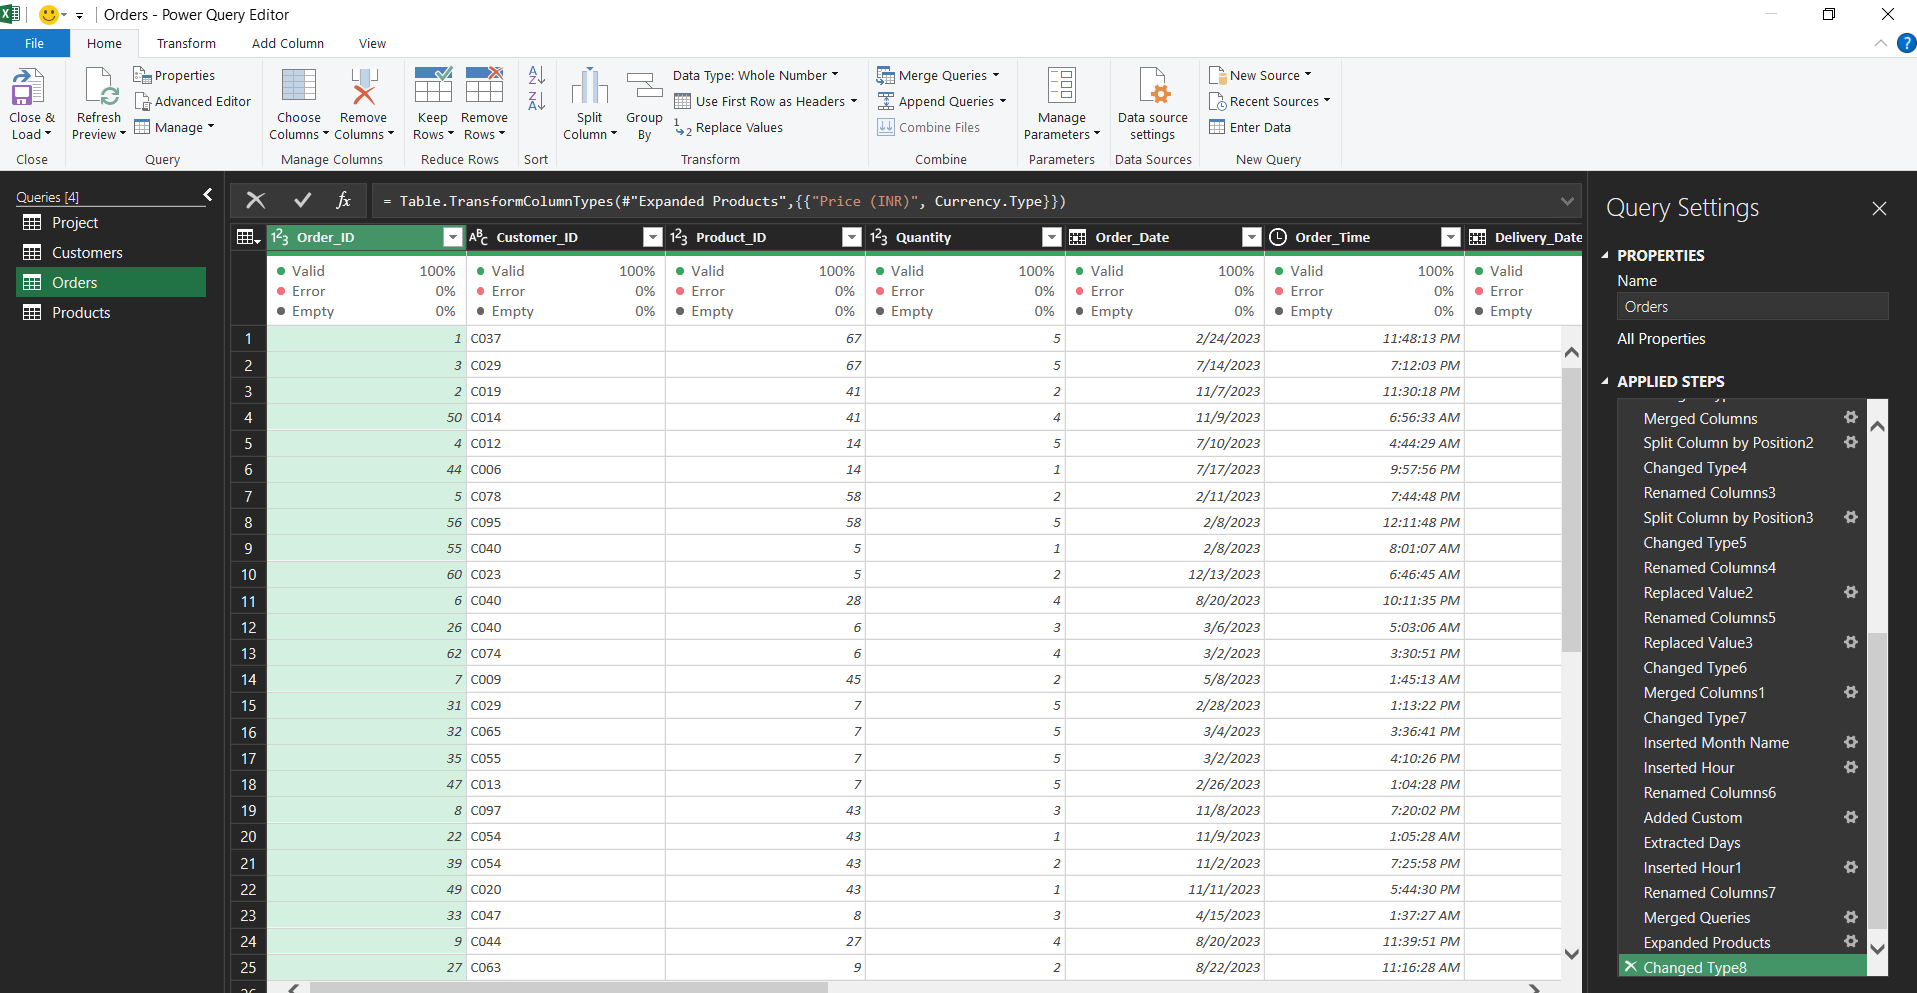 Orders - Power Query Editor
File Home Transform Add Column View
Close & Load
Close
Refresh Preview
Properties
Advanced Editor
Manage
Query
Choose Columns
Remove Columns
Manage Columns
Keep Rows
Remove Rows
Reduce Rows
Sort
Split Column
Group By
Data Type: Whole Number
Use First Row as Headers
Replace Values
Transform
Merge Queries
Append Queries
Combine Files
Combine
Manage Parameters
Parameters
Data source settings
Data Sources
New Source
Recent Sources
Enter Data
New Query
Queries [4]
Project
Customers
Orders
Products
fx = Table.TransformColumnTypes(#"Expanded Products",{{"Price (INR)", Currency.Type}})
Order_ID Customer_ID Product_ID Quantity Order_Date Order_Time Delivery_Date
Valid 100% Valid 100% Valid 100% Valid 100% Valid 100% Valid 100% Valid
Error 0% Error 0% Error 0% Error 0% Error 0% Error 0% Error
Empty 0% Empty 0% Empty 0% Empty 0% Empty 0% Empty 0% Empty
1 1 C037 67 5 2/24/2023 11:48:13 PM
2 3 C029 67 5 7/14/2023 7:12:03 PM
3 2 C019 41 2 11/7/2023 11:30:18 PM
4 50 C014 41 4 11/9/2023 6:56:33 AM
5 4 C012 14 5 7/10/2023 4:44:29 AM
6 44 C006 14 1 7/17/2023 9:57:56 PM
7 5 C078 58 2 2/11/2023 7:44:48 PM
8 56 C095 58 5 2/8/2023 12:11:48 PM
9 55 C040 5 1 2/8/2023 8:01:07 AM
10 60 C023 5 2 12/13/2023 6:46:45 AM
11 6 C040 28 4 8/20/2023 10:11:35 PM
12 26 C040 6 3 3/6/2023 5:03:06 AM
13 62 C074 6 4 3/2/2023 3:30:51 PM
14 7 C009 45 2 5/8/2023 1:45:13 AM
15 31 C029 7 5 2/28/2023 1:13:22 PM
16 32 C065 7 5 3/4/2023 3:36:41 PM
17 35 C055 7 5 3/2/2023 4:10:26 PM
18 47 C013 7 5 2/26/2023 1:04:28 PM
19 8 C097 43 3 11/8/2023 7:20:02 PM
20 22 C054 43 1 11/9/2023 1:05:28 AM
21 39 C054 43 2 11/2/2023 7:25:58 PM
22 49 C020 43 1 11/11/2023 5:44:30 PM
23 33 C047 8 3 4/15/2023 1:37:27 AM
24 9 C044 27 4 8/20/2023 11:39:51 PM
25 27 C063 9 2 8/22/2023 11:16:28 AM
Query Settings
PROPERTIES
Name
Orders
All Properties
APPLIED STEPS
Merged Columns
Split Column by Position2
Changed Type4
Renamed Columns3
Split Column by Position3
Changed Type5
Renamed Columns4
Replaced Value2
Renamed Columns5
Replaced Value3
Changed Type6
Merged Columns1
Changed Type7
Inserted Month Name
Inserted Hour
Renamed Columns6
Added Custom
Extracted Days
Inserted Hour1
Renamed Columns7
Merged Queries
Expanded Products
Changed Type8